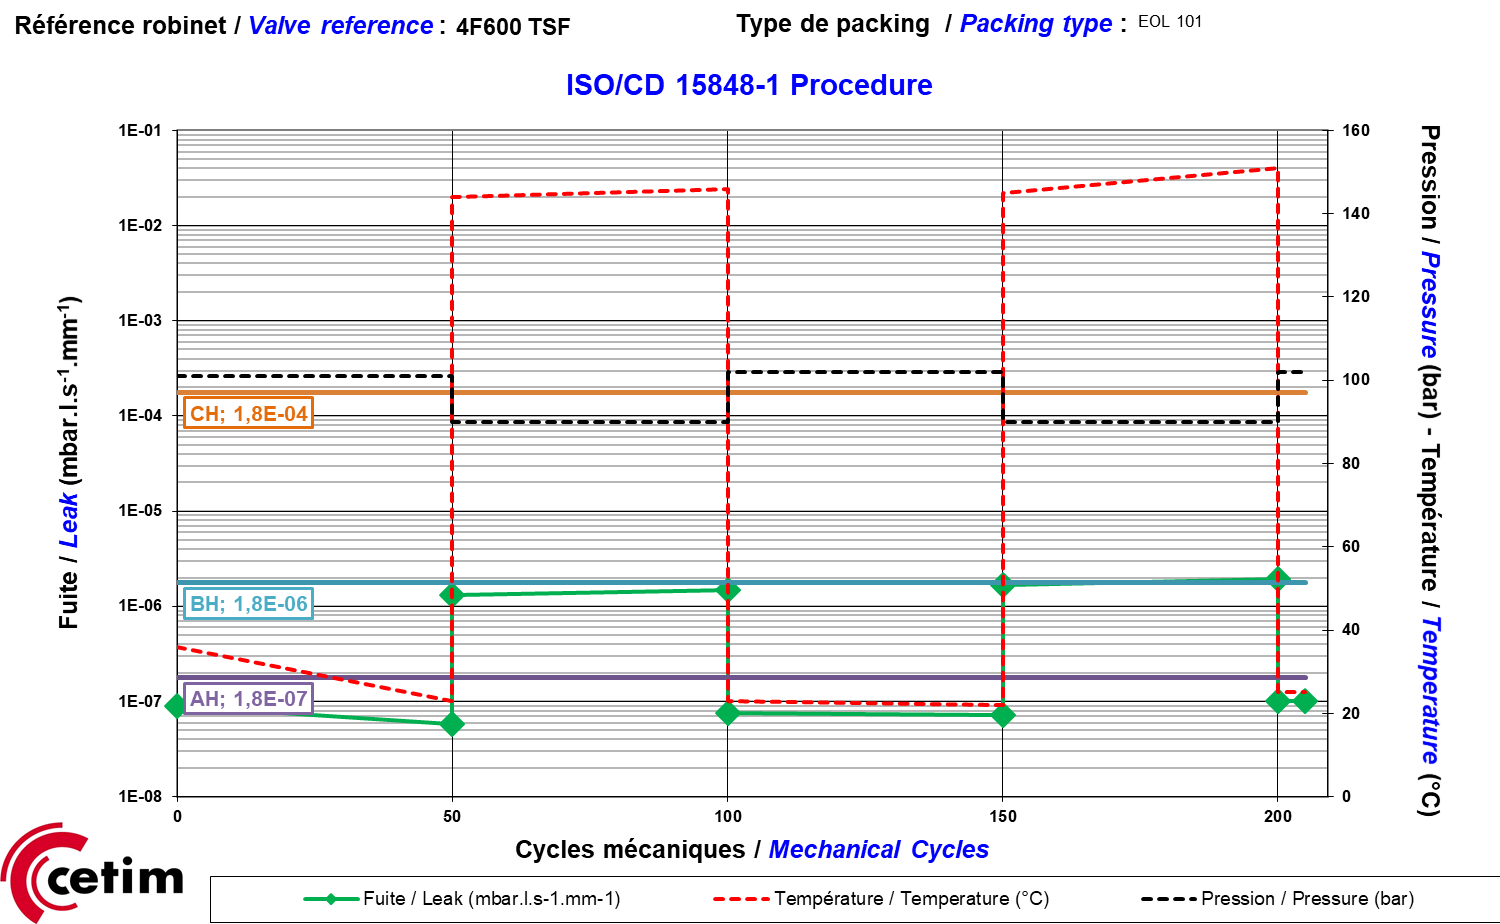 Référence robinet / Valve reference : 4F600 TSF
Type de packing / Packing type : EOL 101
ISO/CD 15848-1 Procedure
1E-01
1E-02
1E-03
1E-04
1E-05
1E-06
1E-07
1E-08
Fuite / Leak (mbar.l.s-1.mm-1)
CH; 1,8E-04
BH; 1,8E-06
AH; 1,8E-07
160
140
120
100
80
60
40
20
0
Pression / Pressure (bar) - Température / Temperature (°C)
0 50 100 150 200
Cycles mécaniques / Mechanical Cycles
cetim
Fuite / Leak (mbar.l.s-1.mm-1) Température / Temperature (°C) Pression / Pressure (bar)